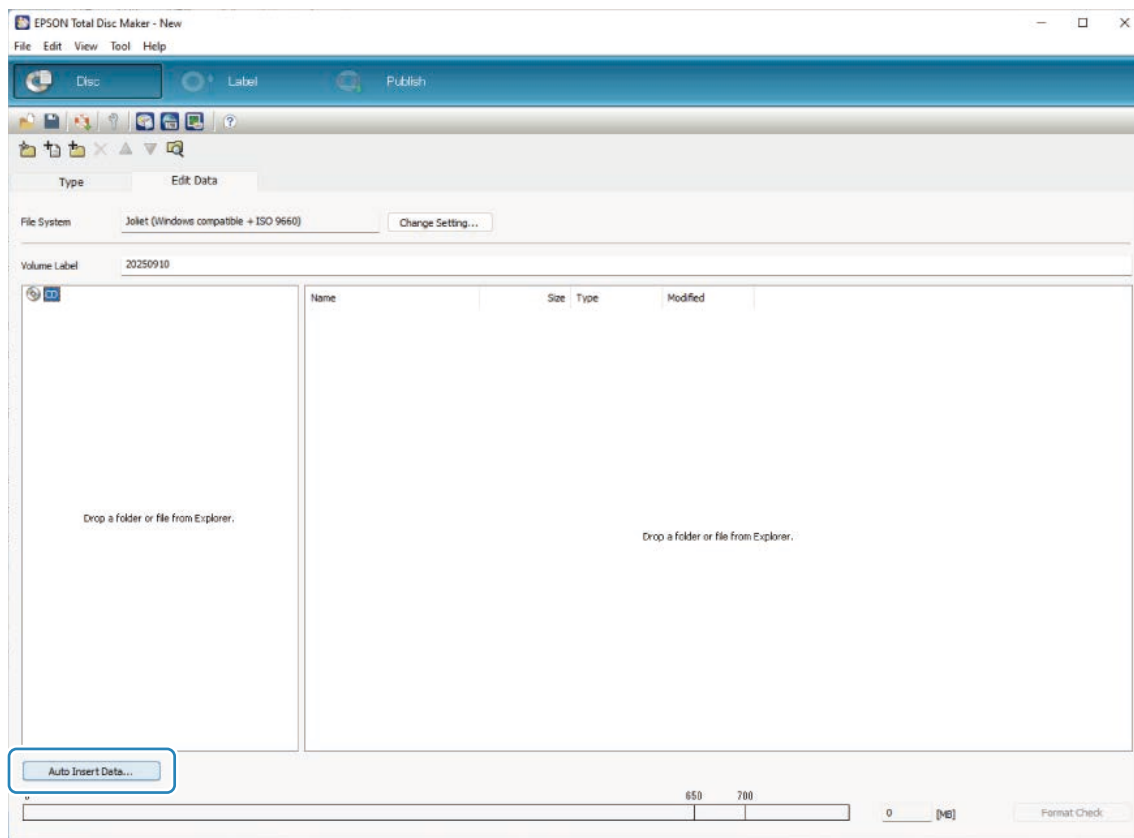 EPSON Total Disc Maker - New
File Edit View Tool Help
Disc Label Publish
Type Edit Data
File System Joliet (Windows compatible + ISO 9660) Change Setting...
Volume Label 20250910
Name Size Type Modified
Drop a folder or file from Explorer.
Drop a folder or file from Explorer.
Auto Insert Data...
650 700
0 [MB] Format Check